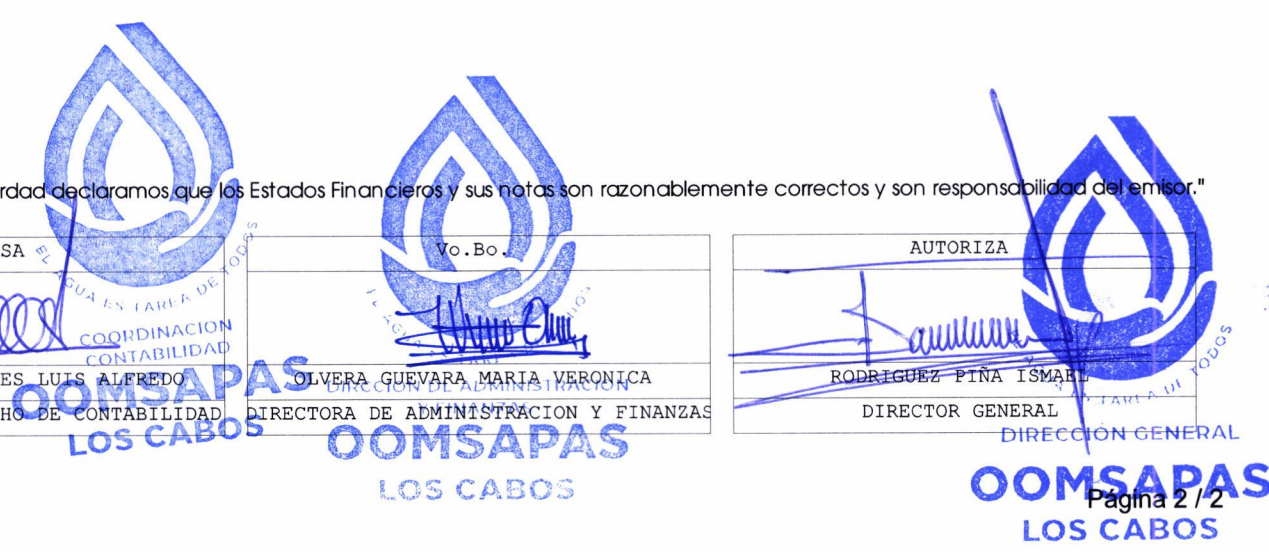 rdad declaramos que los Estados Financieros y sus notas son razonablemente correctos y son responsabilidad del emisor."
SA
Vo.Bo.
AUTORIZA
EL AGUA ES TAREA DE TODOS
COORDINACION
CONTABILIDAD
OOMSAPAS
LOS CABOS
ES LUIS ALFREDO
HO DE CONTABILIDAD
OLVERA GUEVARA MARIA VERONICA
DIRECCION DE ADMINISTRACION
Y FINANZAS
DIRECTORA DE ADMINISTRACION Y FINANZAS
OOMSAPAS
LOS CABOS
RODRIGUEZ PIÑA ISMAEL
DIRECTOR GENERAL
TAREA DE TODOS
DIRECCIÓN GENERAL
OOMSAPAS
LOS CABOS
Página 2 / 2